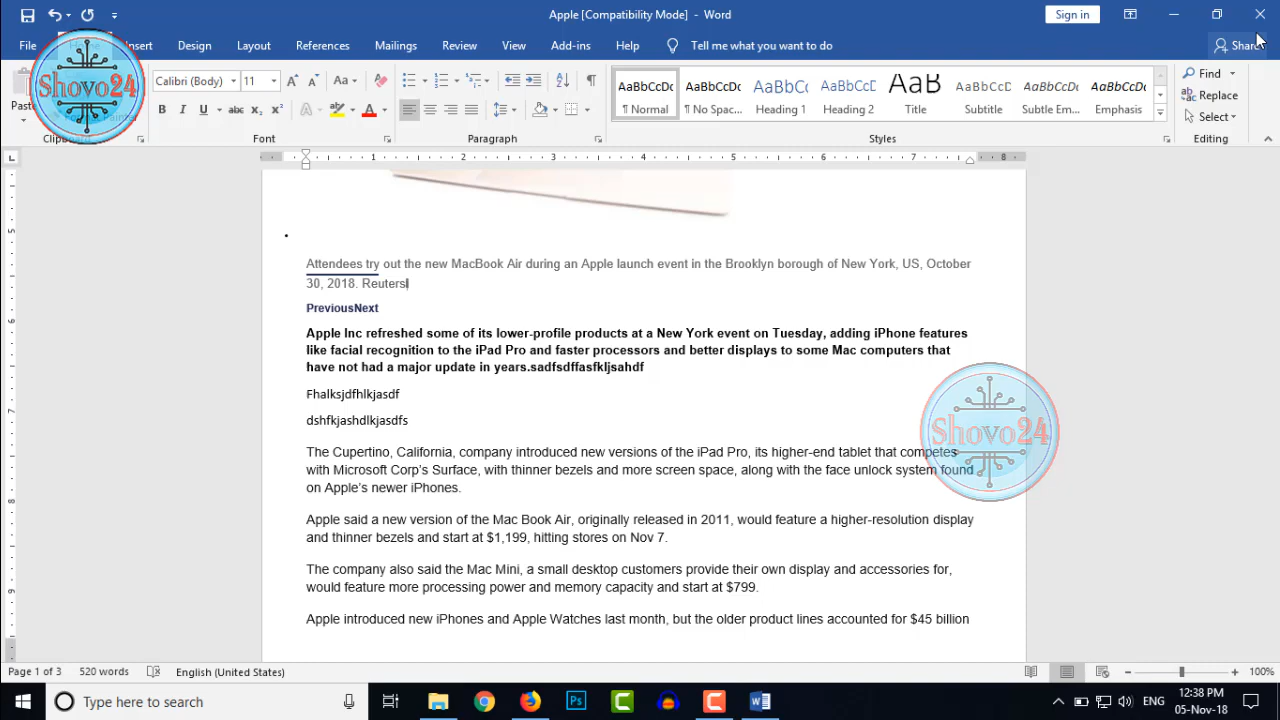 Apple [Compatibility Mode] - Word
Sign in
File
Insert
Design
Layout
References
Mailings
Review
View
Add-ins
Help
Tell me what you want to do
Share
Shovo24
Calibri (Body)
11
Aa
AaBbCcDc
¶ Normal
AaBbCcDc
¶ No Spac...
AaBbCc
Heading 1
AaBbCcD
Heading 2
AaB
Title
AaBbCcD
Subtitle
AaBbCcDc
Subtle Em...
AaBbCcDc
Emphasis
Find
Replace
Select
Font
Paragraph
Styles
Editing
1 2 3 4 5 6 7 8
Attendees try out the new MacBook Air during an Apple launch event in the Brooklyn borough of New York, US, October
30, 2018. Reuters
PreviousNext
Apple Inc refreshed some of its lower-profile products at a New York event on Tuesday, adding iPhone features
like facial recognition to the iPad Pro and faster processors and better displays to some Mac computers that
have not had a major update in years.sadfsdffasfkljsahdf
Fhalksjdfhlkjasdf
dshfkjashdlkjasdfs
The Cupertino, California, company introduced new versions of the iPad Pro, its higher-end tablet that competes
with Microsoft Corp's Surface, with thinner bezels and more screen space, along with the face unlock system found
on Apple's newer iPhones.
Shovo24
Apple said a new version of the Mac Book Air, originally released in 2011, would feature a higher-resolution display
and thinner bezels and start at $1,199, hitting stores on Nov 7.
The company also said the Mac Mini, a small desktop customers provide their own display and accessories for,
would feature more processing power and memory capacity and start at $799.
Apple introduced new iPhones and Apple Watches last month, but the older product lines accounted for $45 billion
Page 1 of 3
520 words
English (United States)
100%
Type here to search
ENG
12:38 PM
05-Nov-18